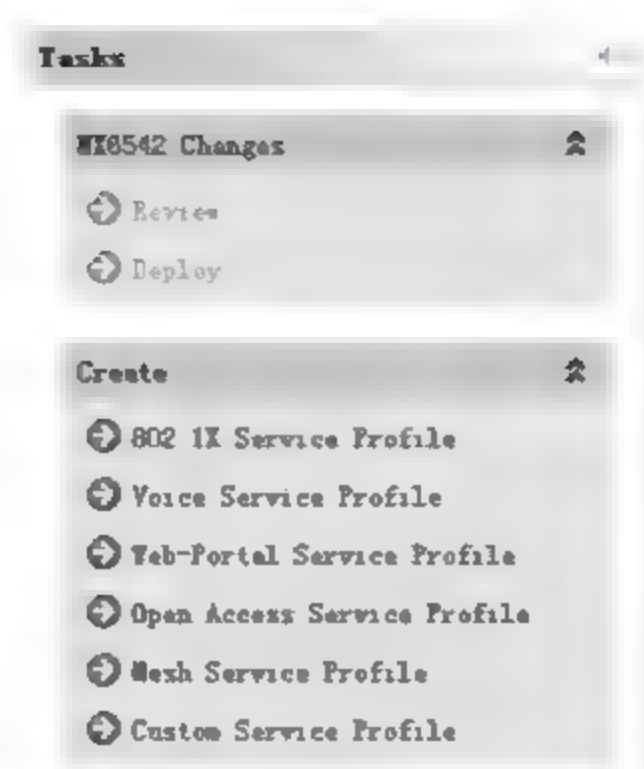 Tasks
WX6542 Changes
Review
Deploy
Create
802 1X Service Profile
Voice Service Profile
Web-Portal Service Profile
Open Access Service Profile
Mesh Service Profile
Custom Service Profile